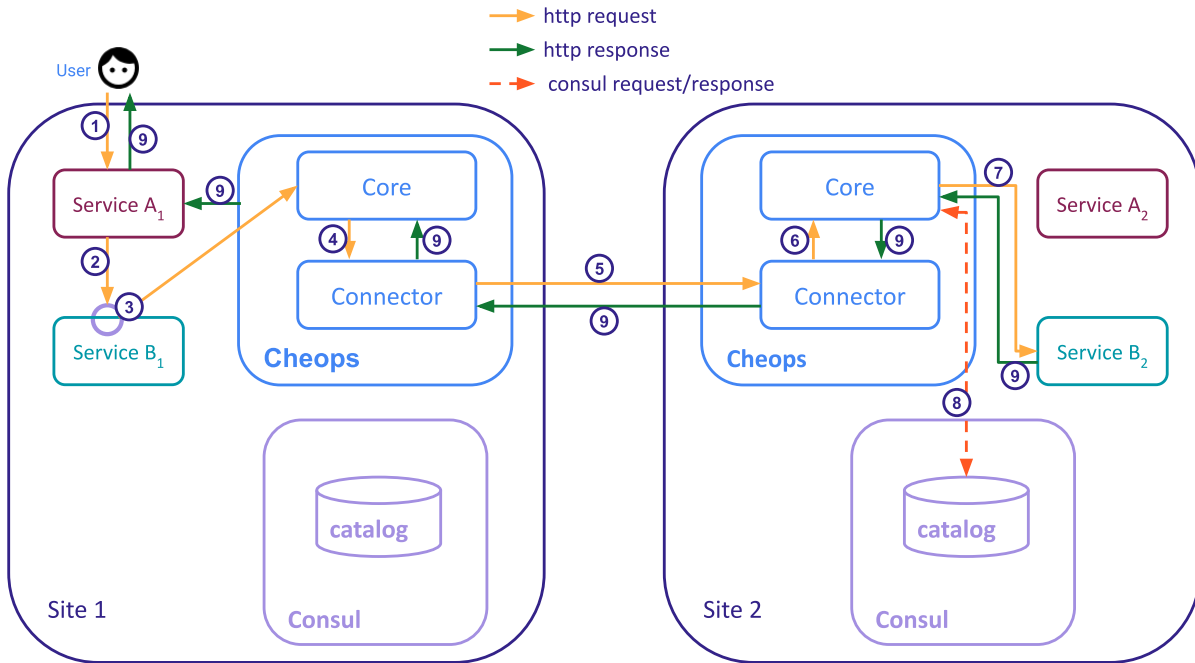 http request
http response
consul request/response
User
1
9
Service A1
9
2
3
Service B1
Core
4
9
Connector
Cheops
catalog
Consul
Site 1
5
9
Core
6
9
Connector
Cheops
7
Service A2
Service B2
9
8
catalog
Consul
Site 2